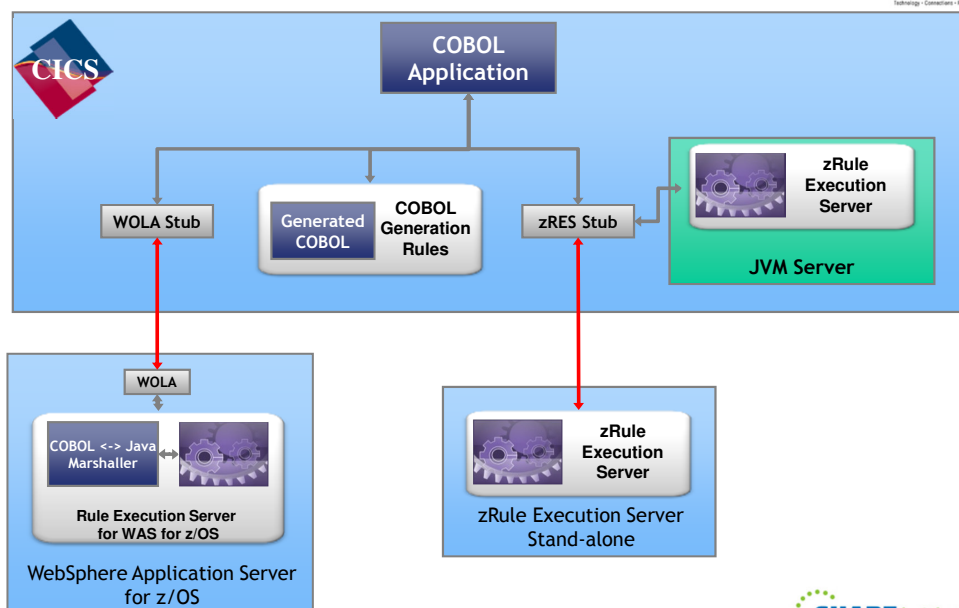 Technology - Connections -
CICS
COBOL
Application
zRule
Execution
Server
WOLA Stub
Generated
COBOL
COBOL
Generation
Rules
zRES Stub
JVM Server
WOLA
COBOL <-> Java
Marshaller
zRule
Execution
Server
Rule Execution Server
for WAS for z/OS
zRule Execution Server
Stand-alone
WebSphere Application Server
for z/OS